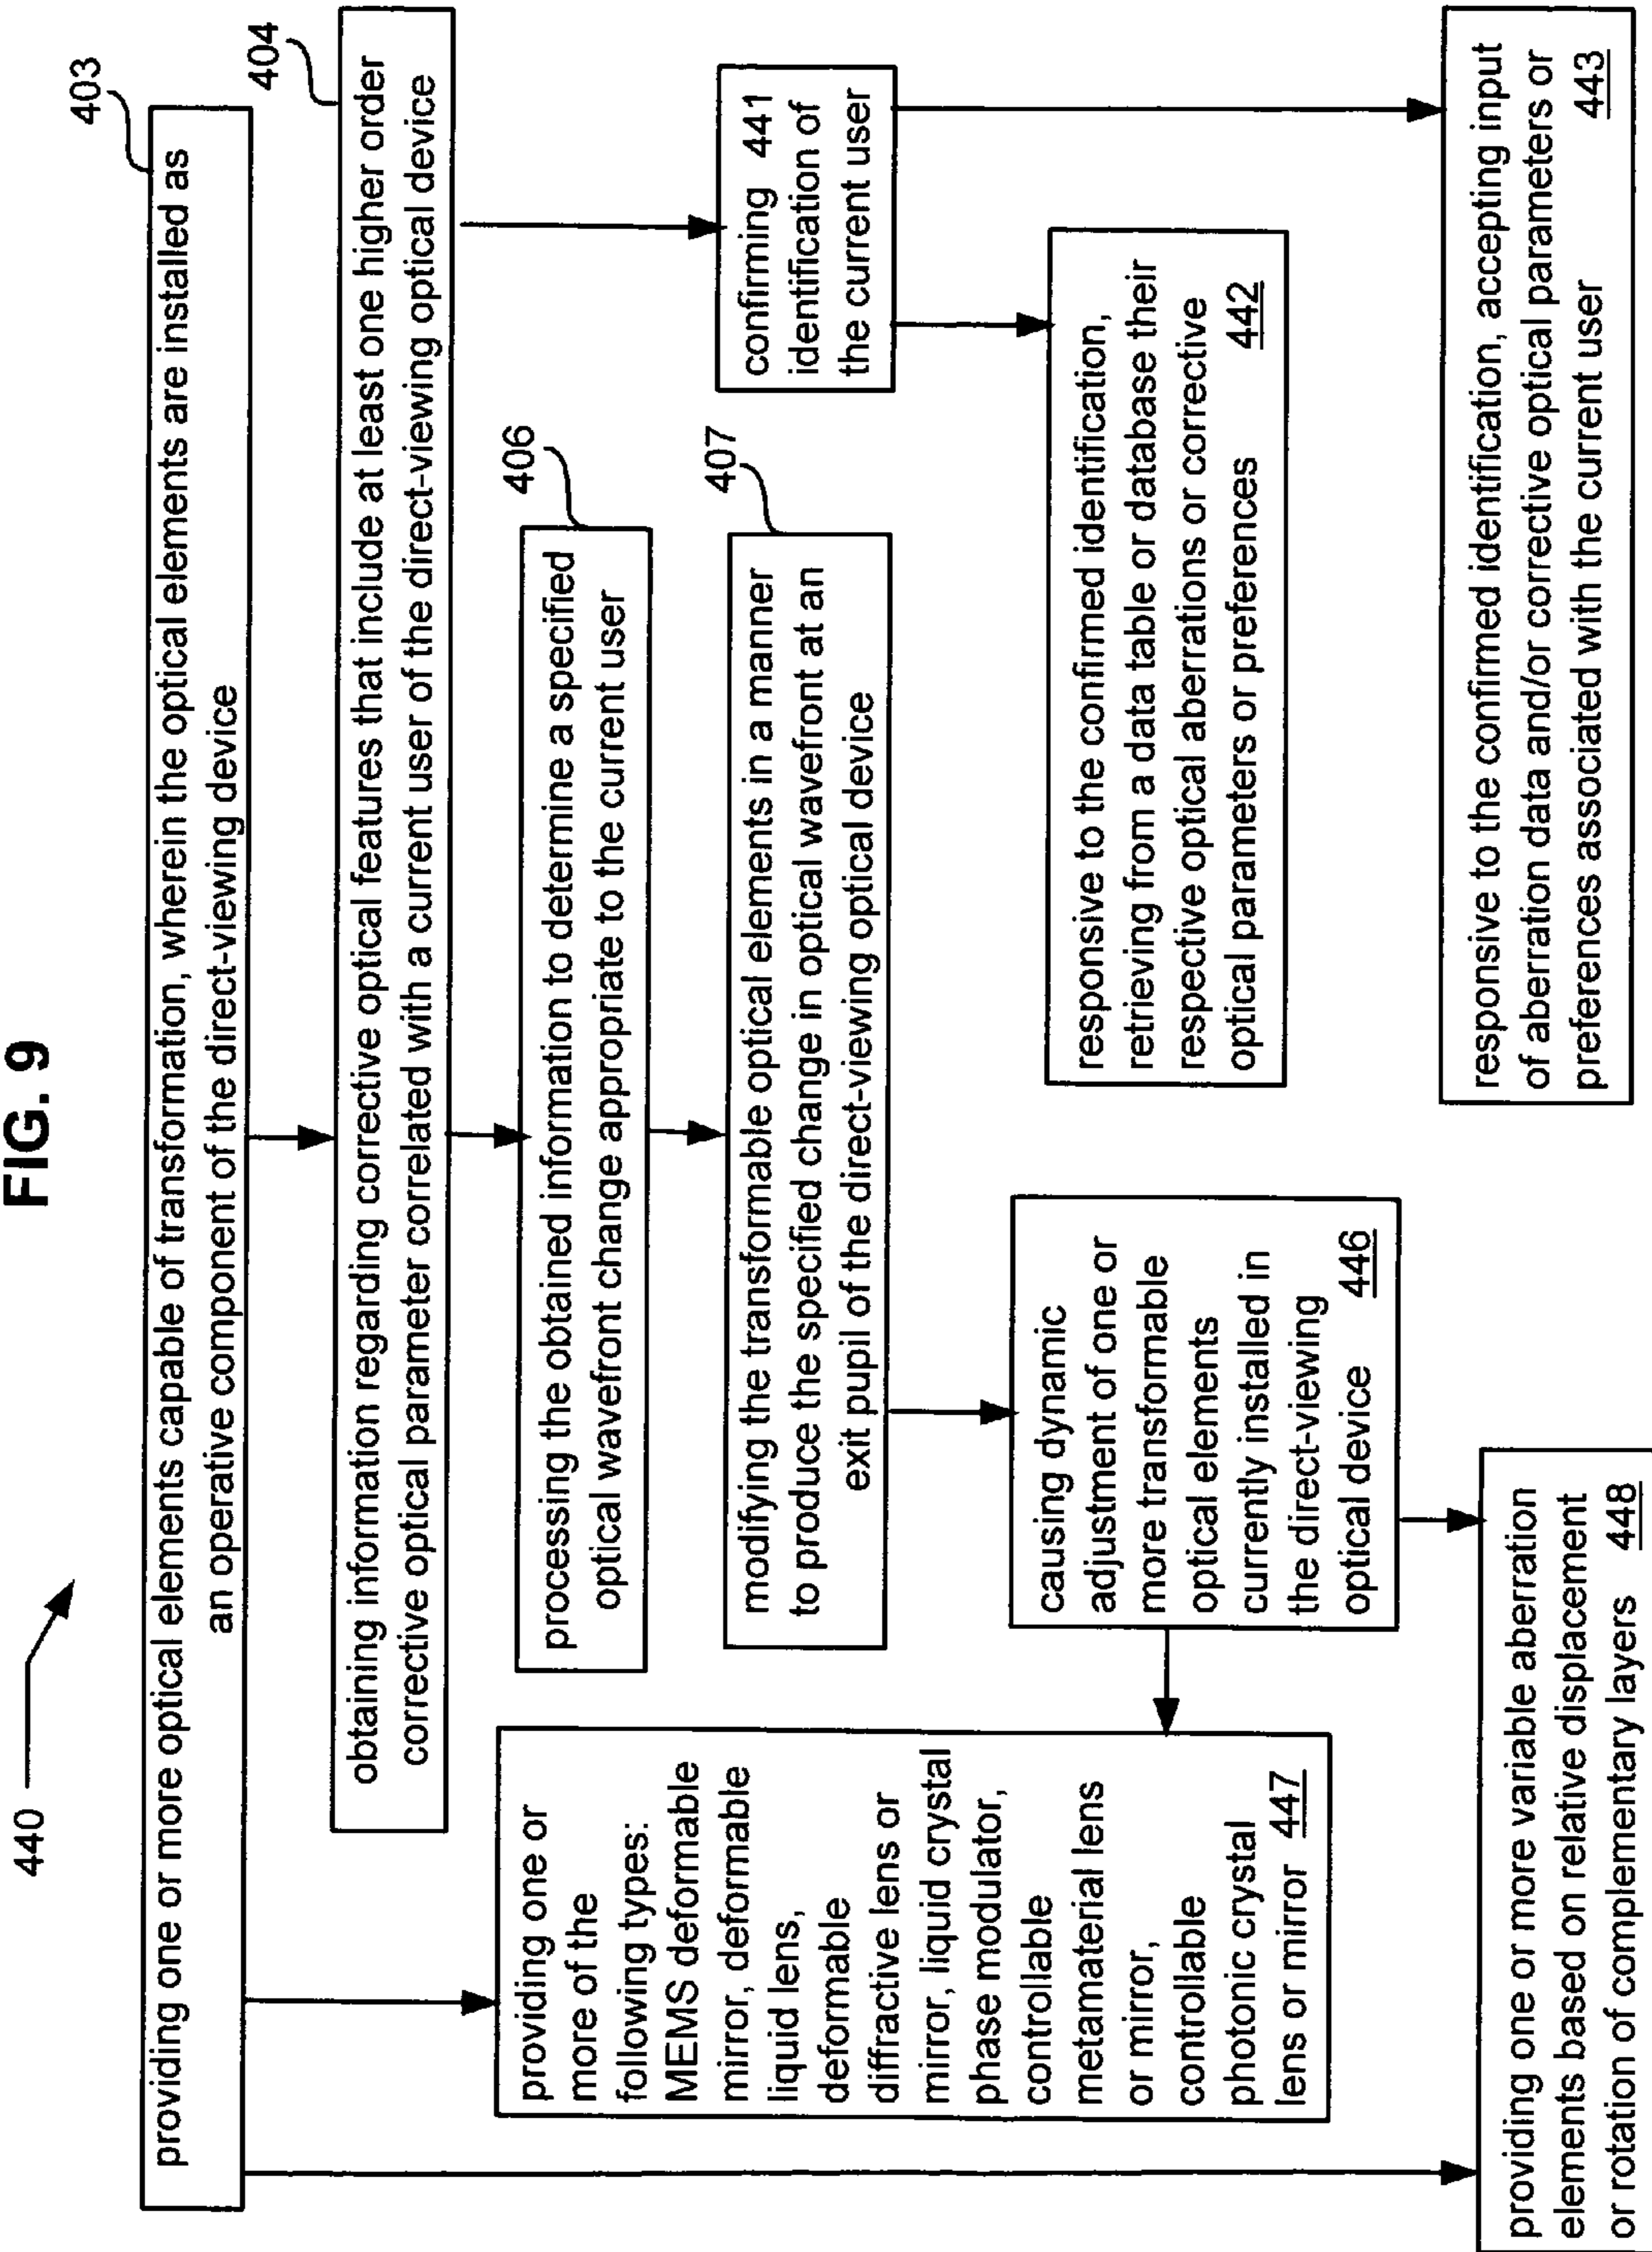 FIG. 9
440
403
providing one or more optical elements capable of transformation, wherein the optical elements are installed as
an operative component of the direct-viewing device
404
obtaining information regarding corrective optical features that include at least one higher order
corrective optical parameter correlated with a current user of the direct-viewing optical device
406
processing the obtained information to determine a specified
optical wavefront change appropriate to the current user
confirming 441
identification of
the current user
407
modifying the transformable optical elements in a manner
to produce the specified change in optical wavefront at an
exit pupil of the direct-viewing optical device
providing one or
more of the
following types:
MEMS deformable
mirror, deformable
liquid lens,
deformable
diffractive lens or
mirror, liquid crystal
phase modulator,
controllable
metamaterial lens
or mirror,
controllable
photonic crystal
lens or mirror 447
causing dynamic
adjustment of one or
more transformable
optical elements
currently installed in
the direct-viewing
optical device 446
responsive to the confirmed identification,
retrieving from a data table or database their
respective optical aberrations or corrective
optical parameters or preferences 442
providing one or more variable aberration
elements based on relative displacement
or rotation of complementary layers 448
responsive to the confirmed identification, accepting input
of aberration data and/or corrective optical parameters or
preferences associated with the current user 443